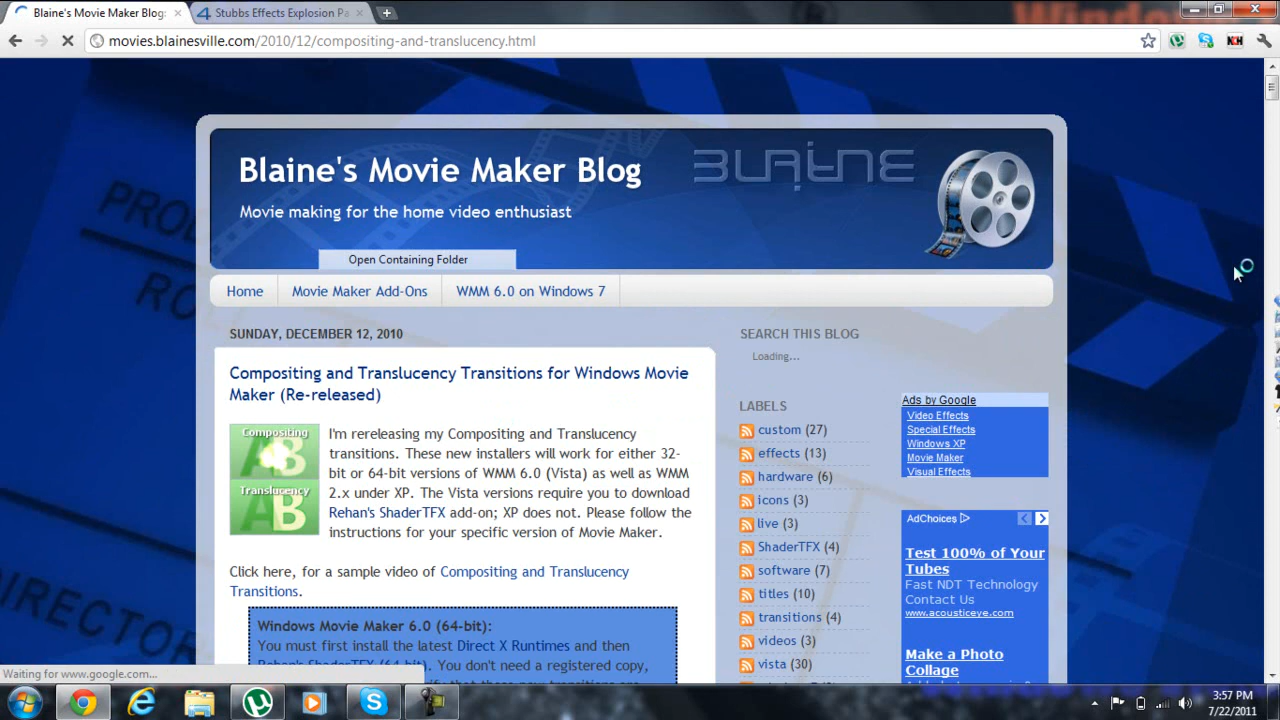 Blaine's Movie Maker Blog:
Stubbs Effects Explosion Pa
movies.blainesville.com/2010/12/compositing-and-translucency.html
Blaine's Movie Maker Blog
BLAINE
Movie making for the home video enthusiast
Open Containing Folder
Home
Movie Maker Add-Ons
WMM 6.0 on Windows 7
SUNDAY, DECEMBER 12, 2010
Compositing and Translucency Transitions for Windows Movie
Maker (Re-released)
Compositing
AB
Translucency
AB
I'm rereleasing my Compositing and Translucency
transitions. These new installers will work for either 32-
bit or 64-bit versions of WMM 6.0 (Vista) as well as WMM
2.x under XP. The Vista versions require you to download
Rehan's ShaderTFX add-on; XP does not. Please follow the
instructions for your specific version of Movie Maker.
Click here, for a sample video of Compositing and Translucency
Transitions.
Windows Movie Maker 6.0 (64-bit):
You must first install the latest Direct X Runtimes and then
Rehan's ShaderTFX (64-bit). You don't need a registered copy,
SEARCH THIS BLOG
Loading...
LABELS
custom (27)
effects (13)
hardware (6)
icons (3)
live (3)
ShaderTFX (4)
software (7)
titles (10)
transitions (4)
videos (3)
vista (30)
Ads by Google
Video Effects
Special Effects
Windows XP
Movie Maker
Visual Effects
AdChoices
Test 100% of Your
Tubes
Fast NDT Technology
Contact Us
www.acousticeye.com
Make a Photo
Collage
Waiting for www.google.com...
3:57 PM
7/22/2011